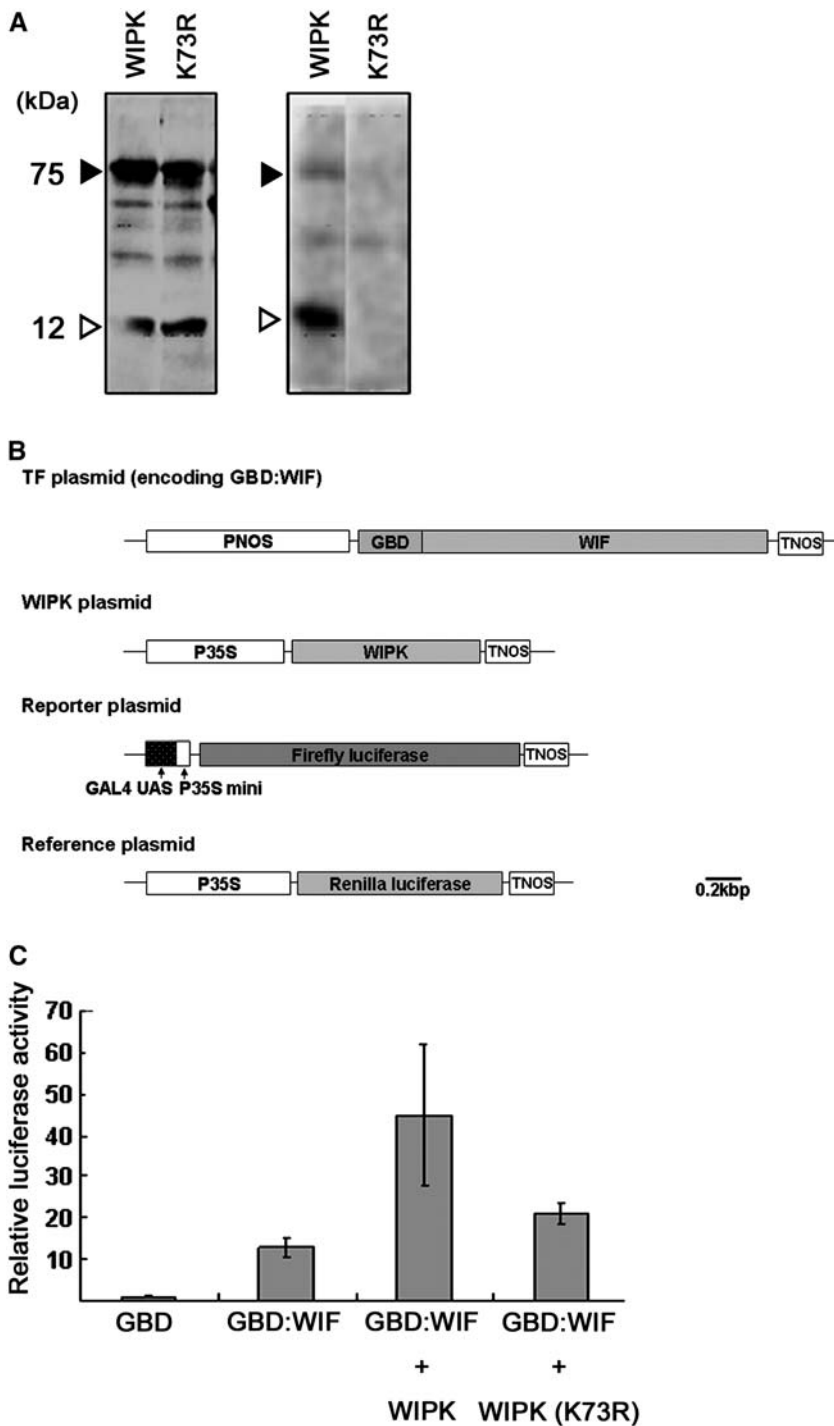 A
WIPK K73R WIPK K73R
(kDa)
75
12
B
TF plasmid (encoding GBD:WIF)
PNOS GBD WIF TNOS
WIPK plasmid
P35S WIPK TNOS
Reporter plasmid
Firefly luciferase TNOS
GAL4 UAS P35S mini
Reference plasmid
P35S Renilla luciferase TNOS
0.2kbp
C
Relative luciferase activity
70
60
50
40
30
20
10
GBD GBD:WIF GBD:WIF GBD:WIF
+ +
WIPK WIPK (K73R)